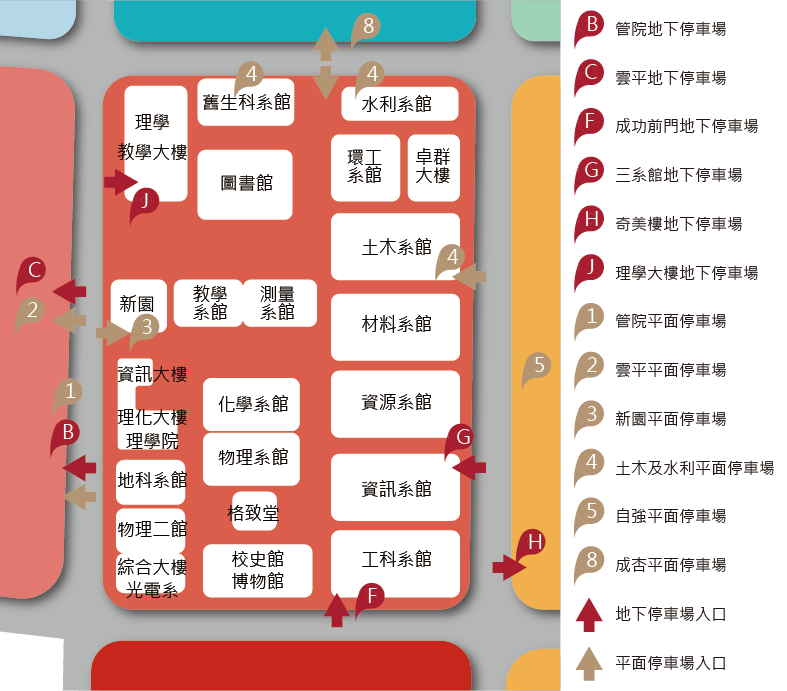 8
4
4
舊生科系館
水利系館
理學
教學大樓
圖書館
環工
系館
卓群
大樓
J
土木系館
4
C
2
新園
3
教學
系館
測量
系館
材料系館
資訊大樓
1
理化大樓
理學院
B
化學系館
資源系館
5
G
物理系館
地科系館
資訊系館
格致堂
物理二館
綜合大樓
光電系
校史館
博物館
工科系館
H
F
B 管院地下停車場
C 雲平地下停車場
F 成功前門地下停車場
G 三系館地下停車場
H 奇美樓地下停車場
J 理學大樓地下停車場
1 管院平面停車場
2 雲平平面停車場
3 新園平面停車場
4 土木及水利平面停車場
5 自強平面停車場
8 成杏平面停車場
地下停車場入口
平面停車場入口